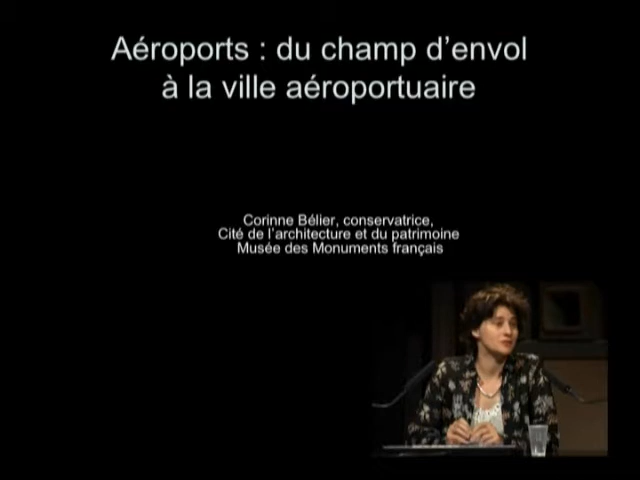 Aéroports : du champ d’envol
à la ville aéroportuaire
Corinne Bélier, conservatrice,
Cité de l’architecture et du patrimoine
Musée des Monuments français